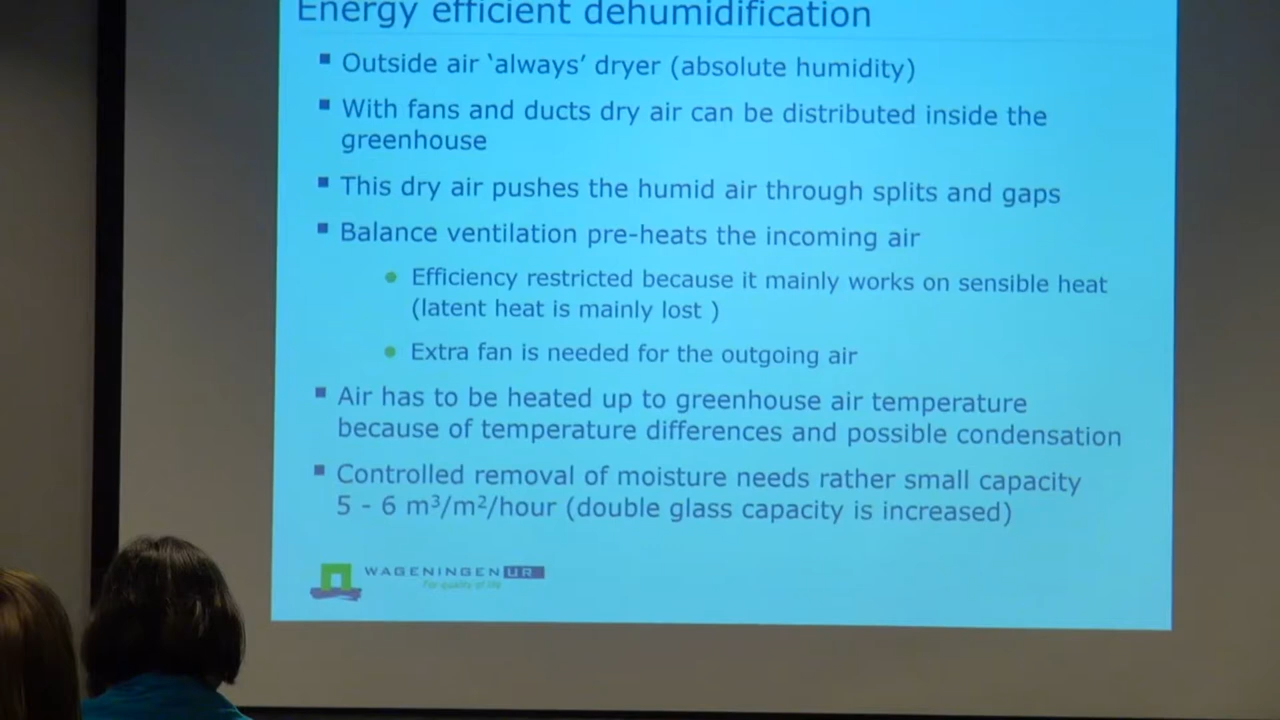 Energy efficient dehumidification
▪ Outside air ‘always’ dryer (absolute humidity)
▪ With fans and ducts dry air can be distributed inside the
greenhouse
▪ This dry air pushes the humid air through splits and gaps
▪ Balance ventilation pre-heats the incoming air
● Efficiency restricted because it mainly works on sensible heat
(latent heat is mainly lost )
● Extra fan is needed for the outgoing air
▪ Air has to be heated up to greenhouse air temperature
because of temperature differences and possible condensation
▪ Controlled removal of moisture needs rather small capacity
5 - 6 m³/m²/hour (double glass capacity is increased)
WAGENINGEN UR
For quality of life